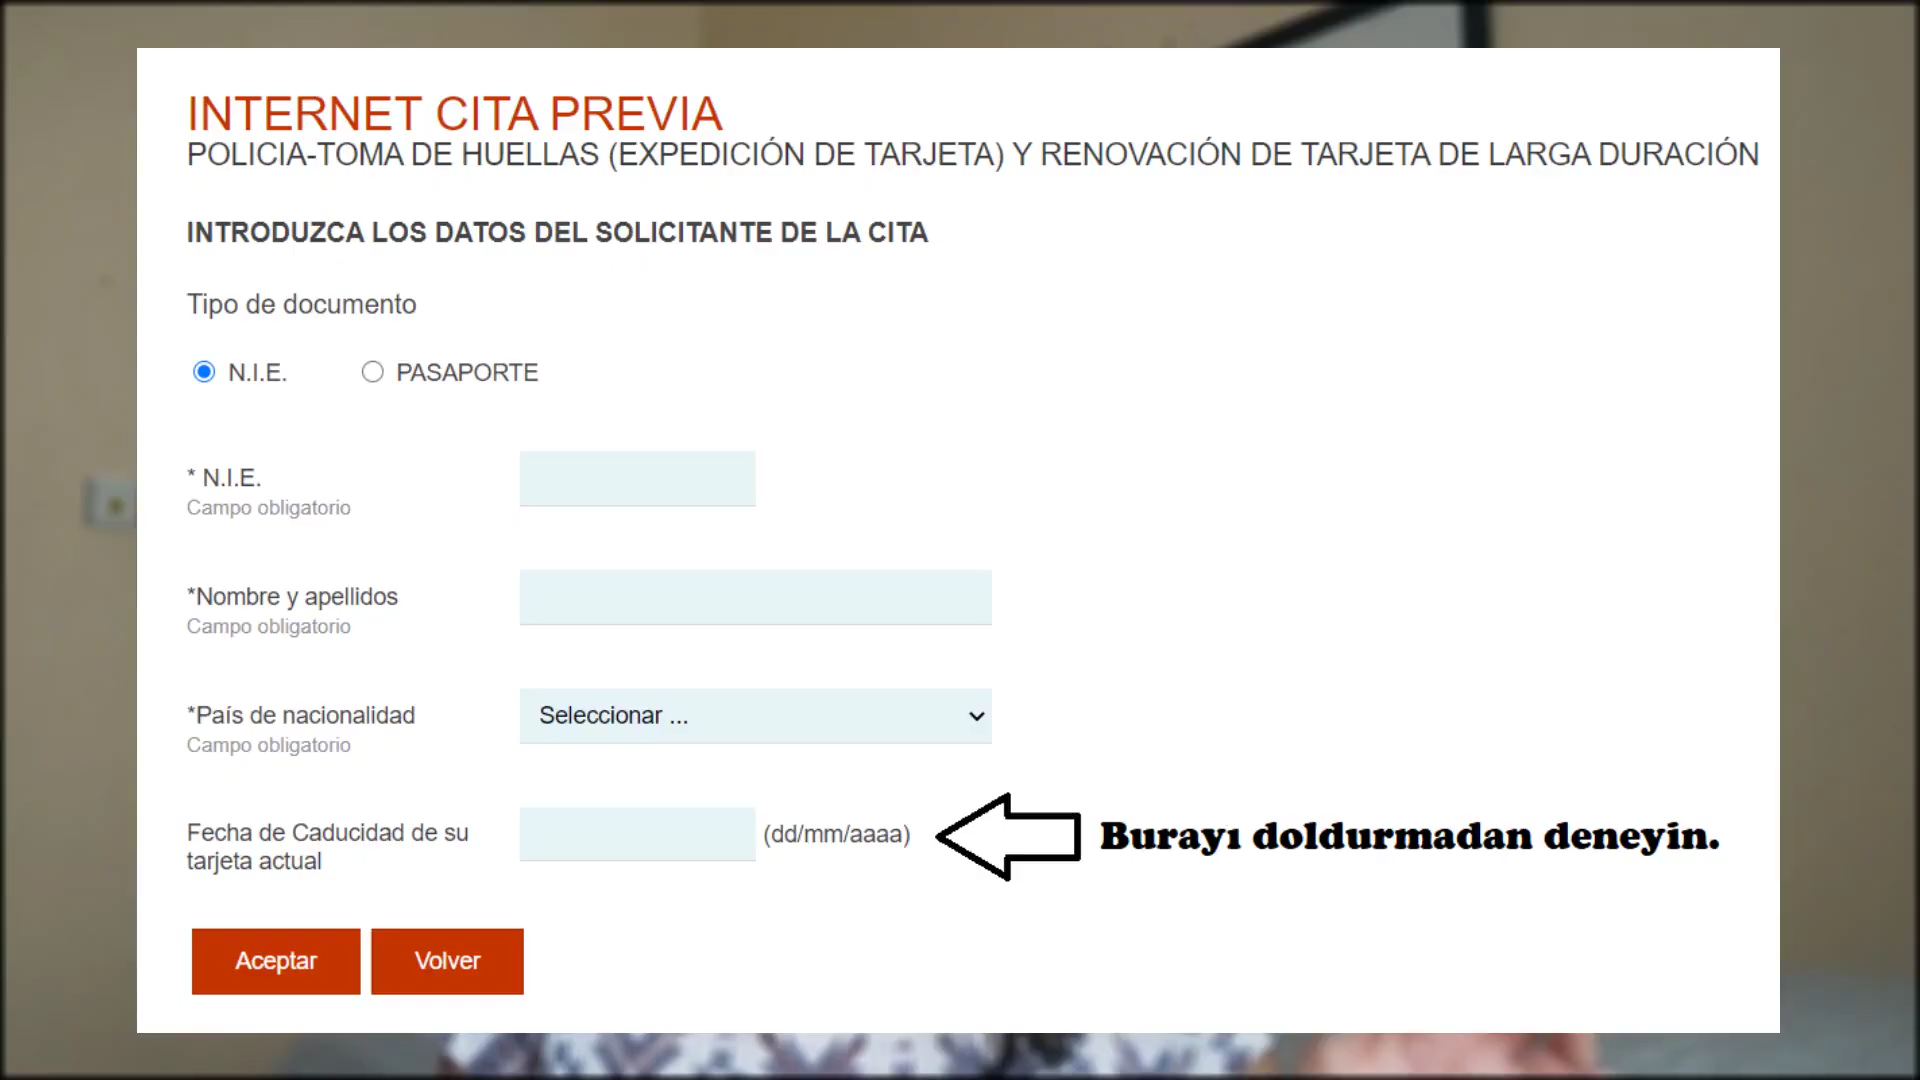 INTERNET CITA PREVIA
POLICIA-TOMA DE HUELLAS (EXPEDICIÓN DE TARJETA) Y RENOVACIÓN DE TARJETA DE LARGA DURACIÓN
INTRODUZCA LOS DATOS DEL SOLICITANTE DE LA CITA
Tipo de documento
N.I.E. PASAPORTE
* N.I.E.
Campo obligatorio
*Nombre y apellidos
Campo obligatorio
*País de nacionalidad Seleccionar ...
Campo obligatorio
Fecha de Caducidad de su
tarjeta actual
(dd/mm/aaaa) Burayı doldurmadan deneyin.
Aceptar Volver